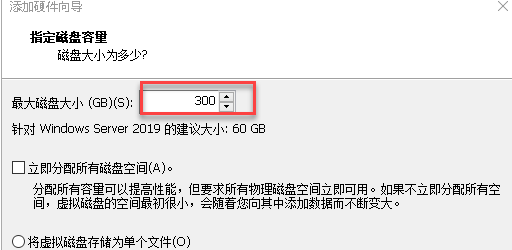 添加硬件向导
指定磁盘容量
磁盘大小为多少?
最大磁盘大小 (GB)(S): 300
针对 Windows Server 2019 的建议大小: 60 GB
立即分配所有磁盘空间(A)。
分配所有容量可以提高性能，但要求所有物理磁盘空间立即可用。如果不立即分配所有空
间，虚拟磁盘的空间最初很小，会随着您向其中添加数据而不断变大。
将虚拟磁盘存储为单个文件(O)